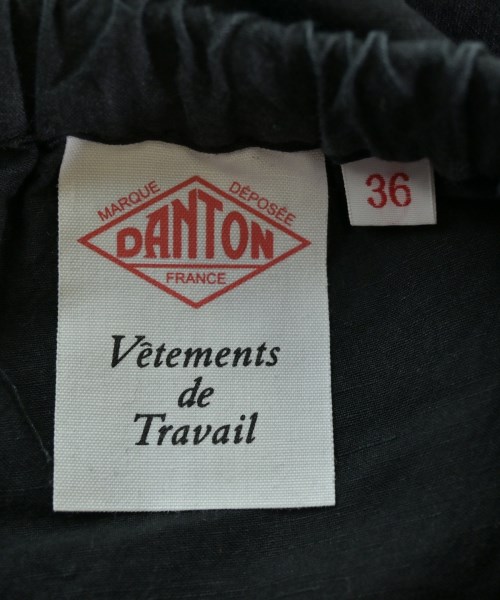 MARQUE DÉPOSÉE
DANTON
FRANCE
Vêtements
de
Travail
36